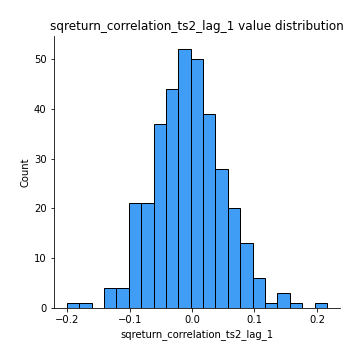 sqreturn_correlation_ts2_lag_1 value distribution
50
40
30
20
10
0
Count
−0.2 −0.1 0.0 0.1 0.2
sqreturn_correlation_ts2_lag_1